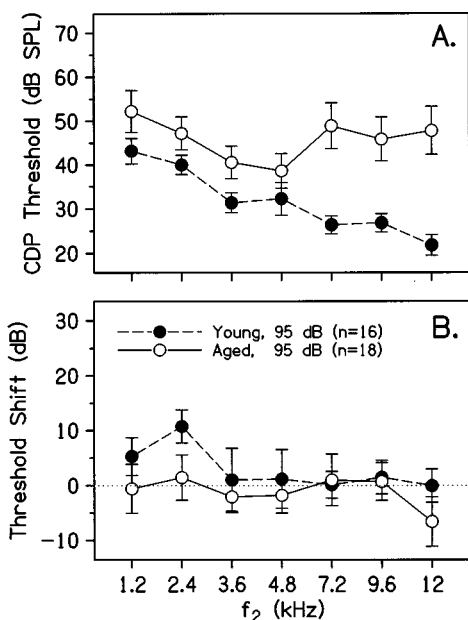 A.
CDP Threshold (dB SPL)
70
60
50
40
30
20
B.
Threshold Shift (dB)
30
20
10
0
-10
Young, 95 dB (n=16)
Aged, 95 dB (n=18)
1.2 2.4 3.6 4.8 7.2 9.6 12
f₂ (kHz)